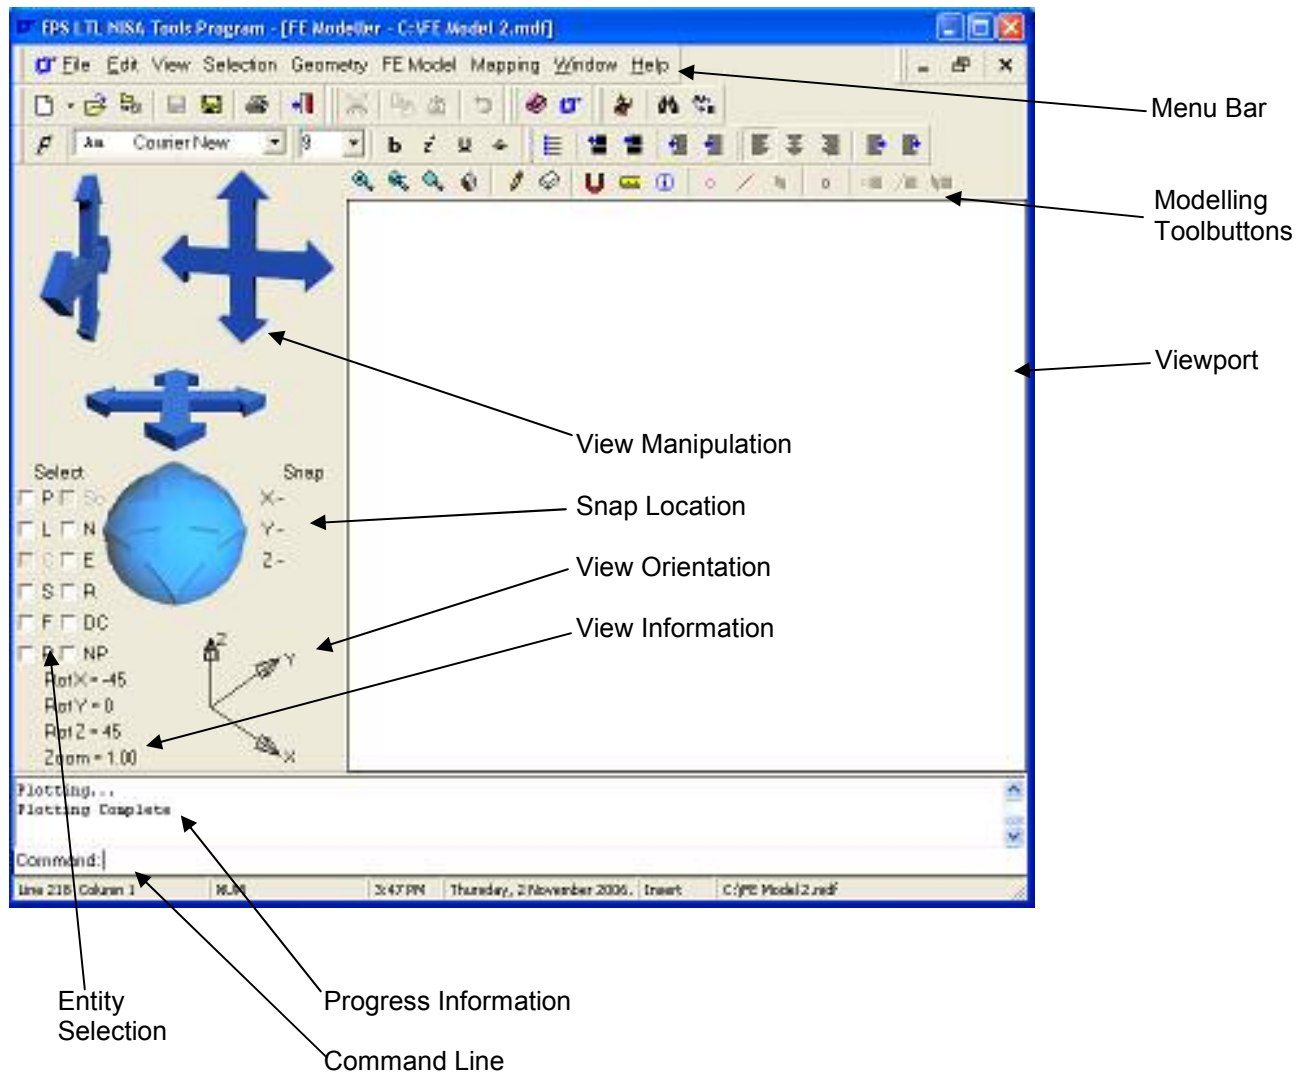 EPS LTL NISA Tools Program - [FE Modeller - C:\FE Model 2.mdf]
File Edit View Selection Geometry FE Model Mapping Window Help
Menu Bar
Courier New 9 b i u
Modelling
Toolbuttons
Viewport
View Manipulation
Select Snap
P So X-
L N Y-
C E Z-
S R
F DC
P NP
Snap Location
View Orientation
View Information
Z
Y
X
RotX = -45
RotY = 0
RotZ = 45
Zoom = 1.00
Plotting...
Plotting Complete
Command:
Line 218 Column 1 NUM 3:47 PM Thursday, 2 November 2006. Insert C:\FE Model 2.mdf
Entity
Selection
Progress Information
Command Line